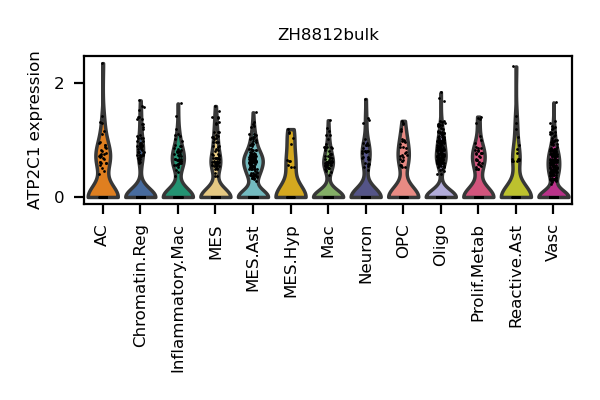 ZH8812bulk
ATP2C1 expression
2
0
AC
Chromatin.Reg
Inflammatory.Mac
MES
MES.Ast
MES.Hyp
Mac
Neuron
OPC
Oligo
Prolif.Metab
Reactive.Ast
Vasc